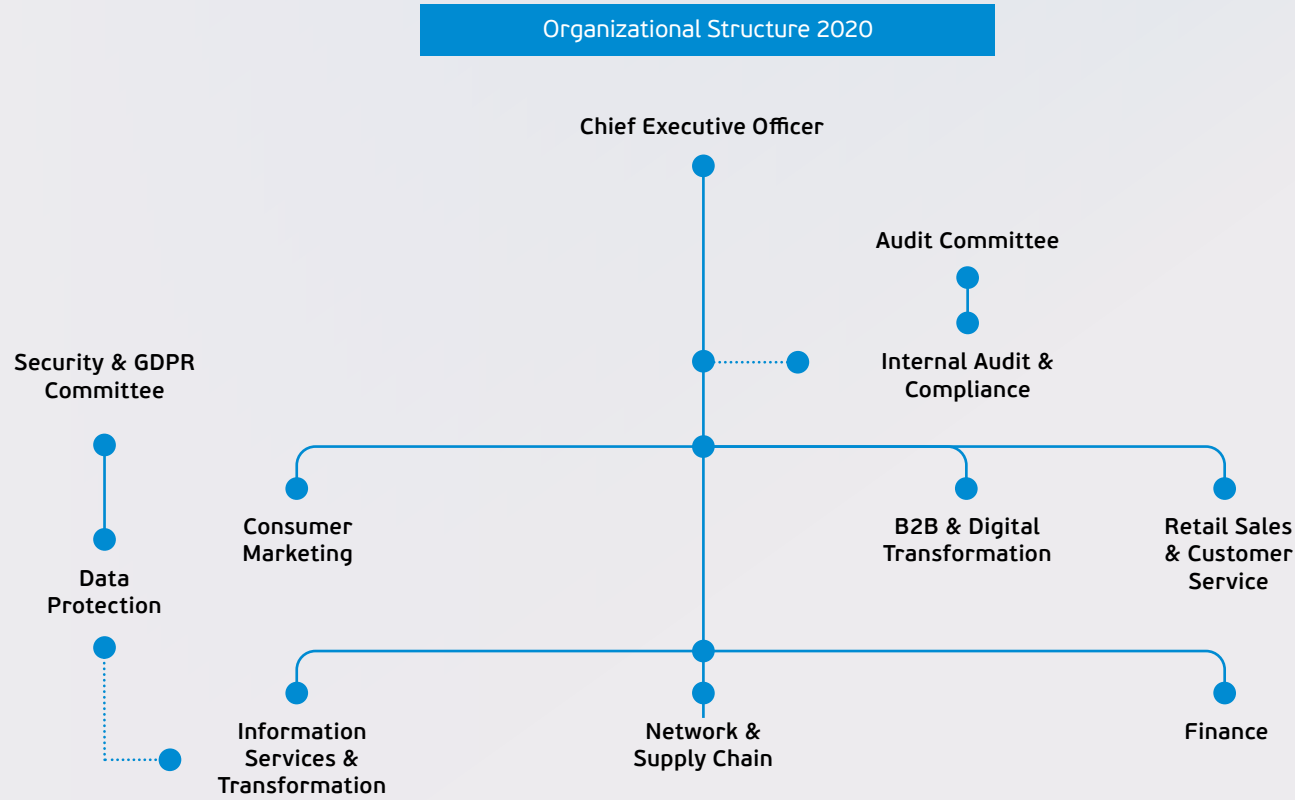 Organizational Structure 2020
Chief Executive Officer
Audit Committee
Internal Audit &
Compliance
Security & GDPR
Committee
Data
Protection
Consumer
Marketing
B2B & Digital
Transformation
Retail Sales
& Customer
Service
Information
Services &
Transformation
Network &
Supply Chain
Finance